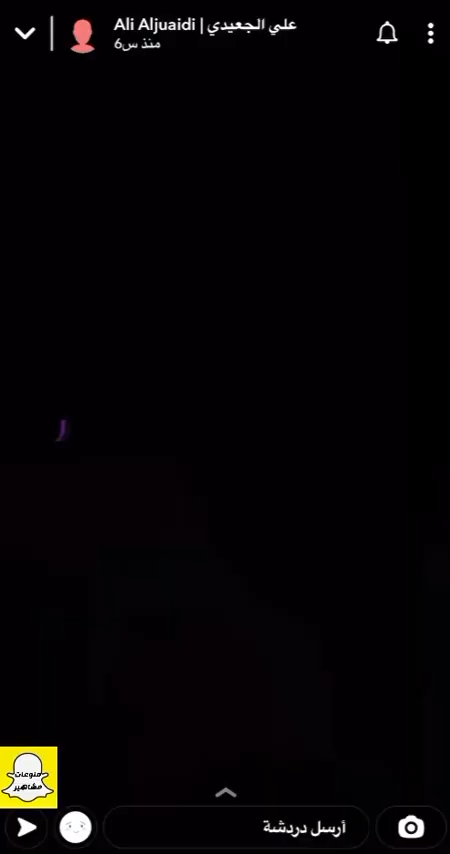 Ali Aljuaidi | علي الجعيدي
منذ س6
ر
منوعات
مشاهير
أرسل دردشة